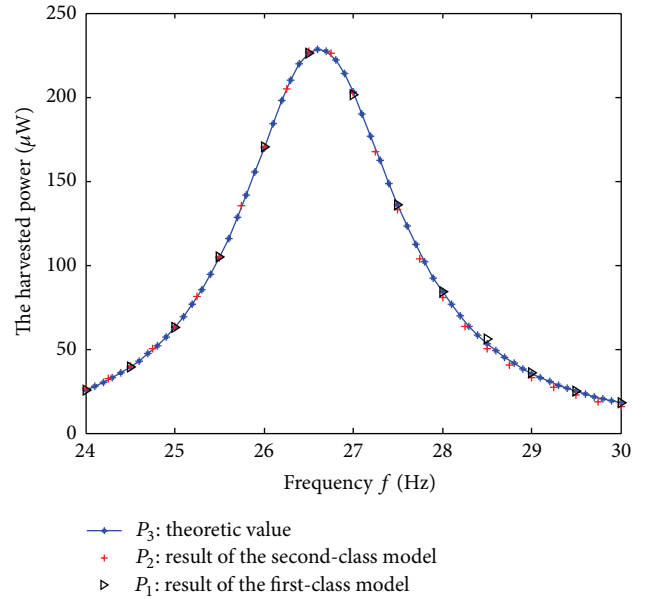 The harvested power (μW)
250
200
150
100
50
0
24 25 26 27 28 29 30
Frequency f (Hz)
P3: theoretic value
P2: result of the second-class model
P1: result of the first-class model